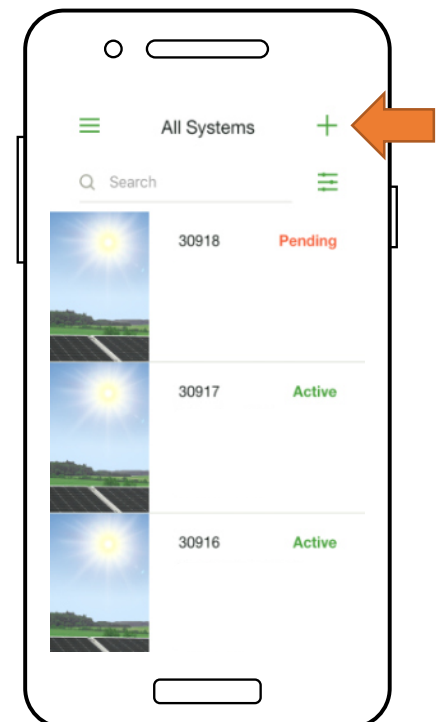 All Systems
Search
30918 Pending
30917 Active
30916 Active